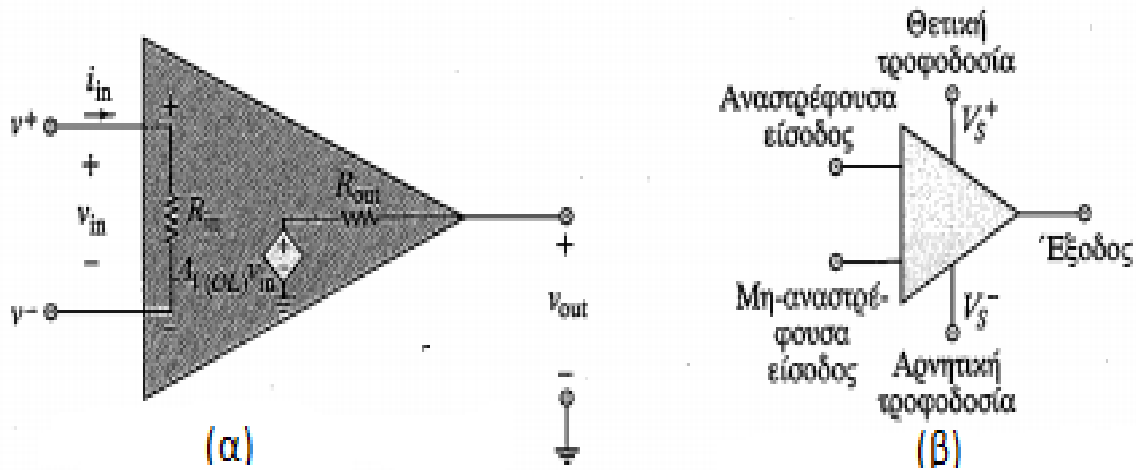 i_in
v+
+
v_in
−
v−
+
R_in
−
A_V(OL) v_in
R_out
+
v_out
−
(α)
Θετική
τροφοδοσία
Αναστρέφουσα
είσοδος
V_S^+
Έξοδος
Μη-αναστρέ-
φουσα
είσοδος
V_S^−
Αρνητική
τροφοδοσία
(β)